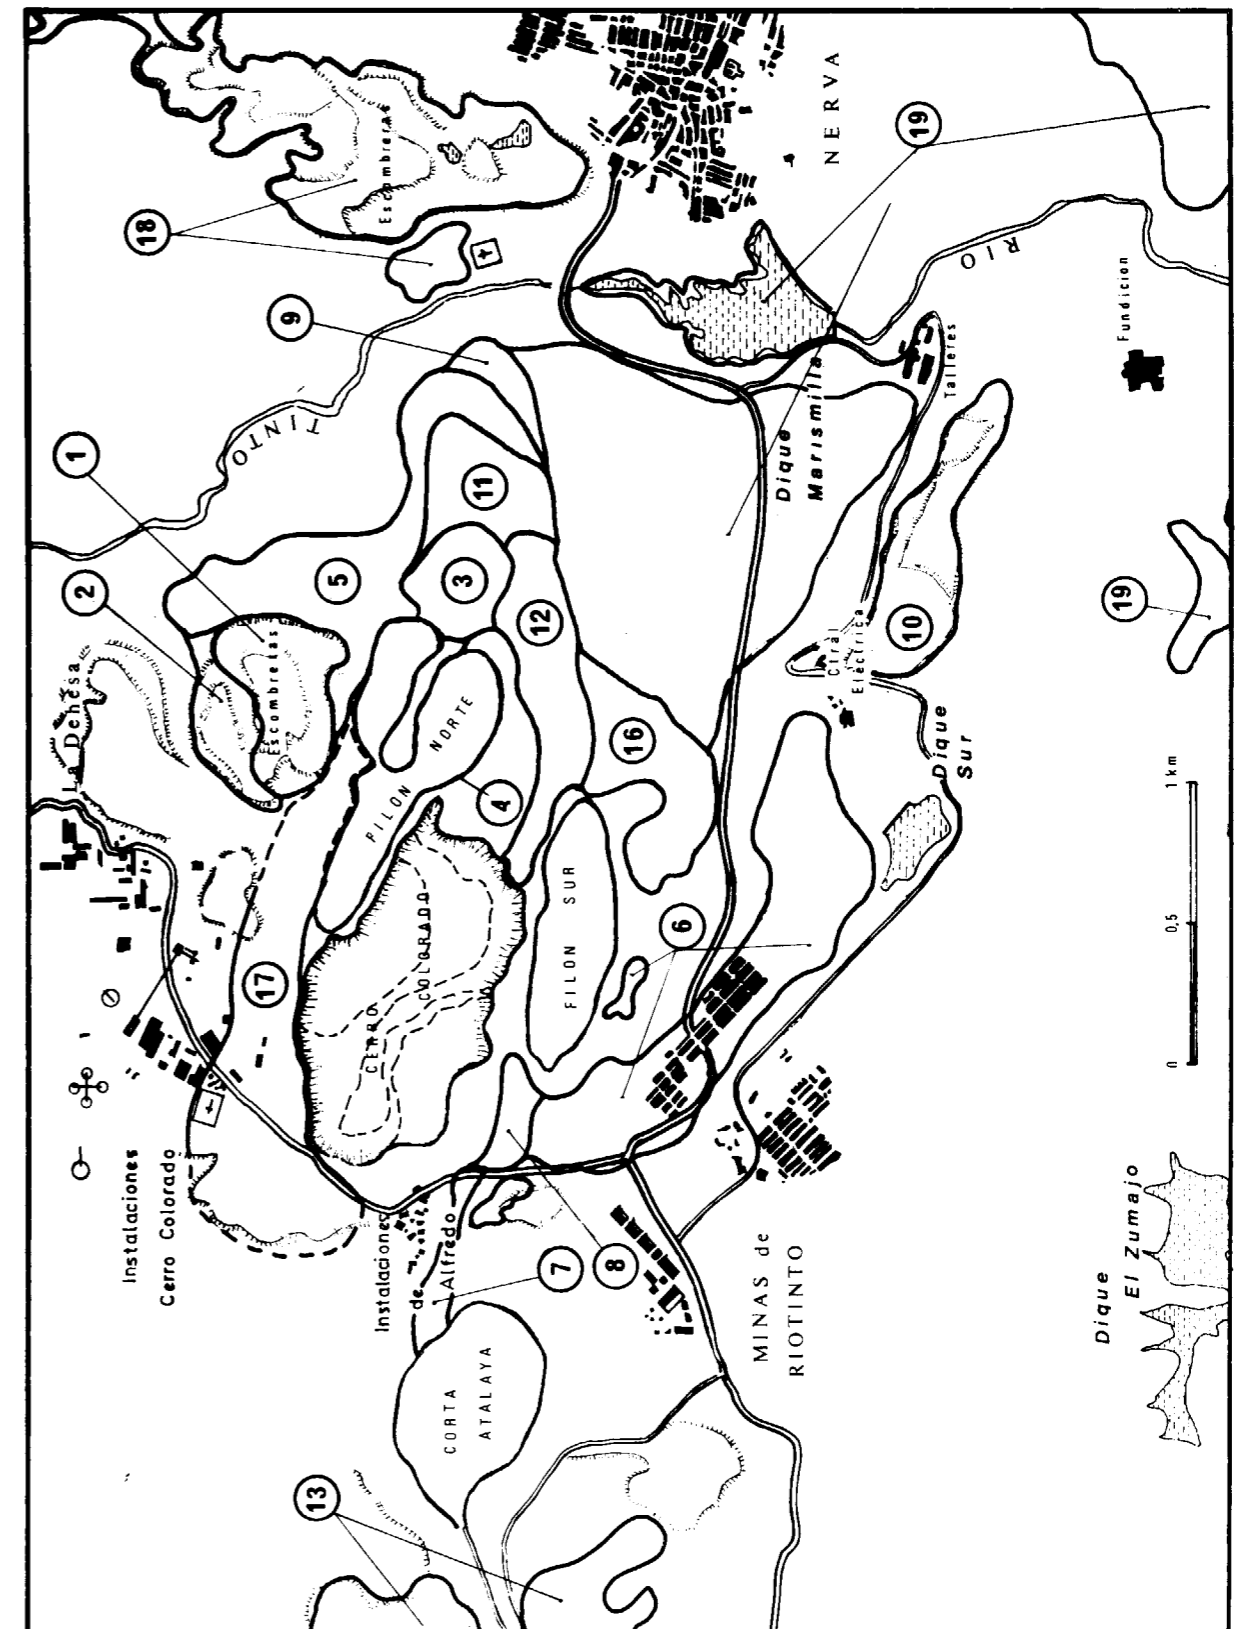 NERVA
19
Escombreras
18
9
RIO
TINTO
Fundicion
Talleres
Dique
Marismilla
1
2
11
5
3
12
10
19
Ctral
Eléctrica
La Dehesa
Escombreras
FILON NORTE
4
16
Dique
Sur
1 km
0,5
0
FILON SUR
6
CERRO COLORADO
17
Instalaciones
Cerro Colorado
Instalaciones
de Alfredo
7
8
MINAS de
RIOTINTO
Dique
El Zumajo
CORTA
ATALAYA
13